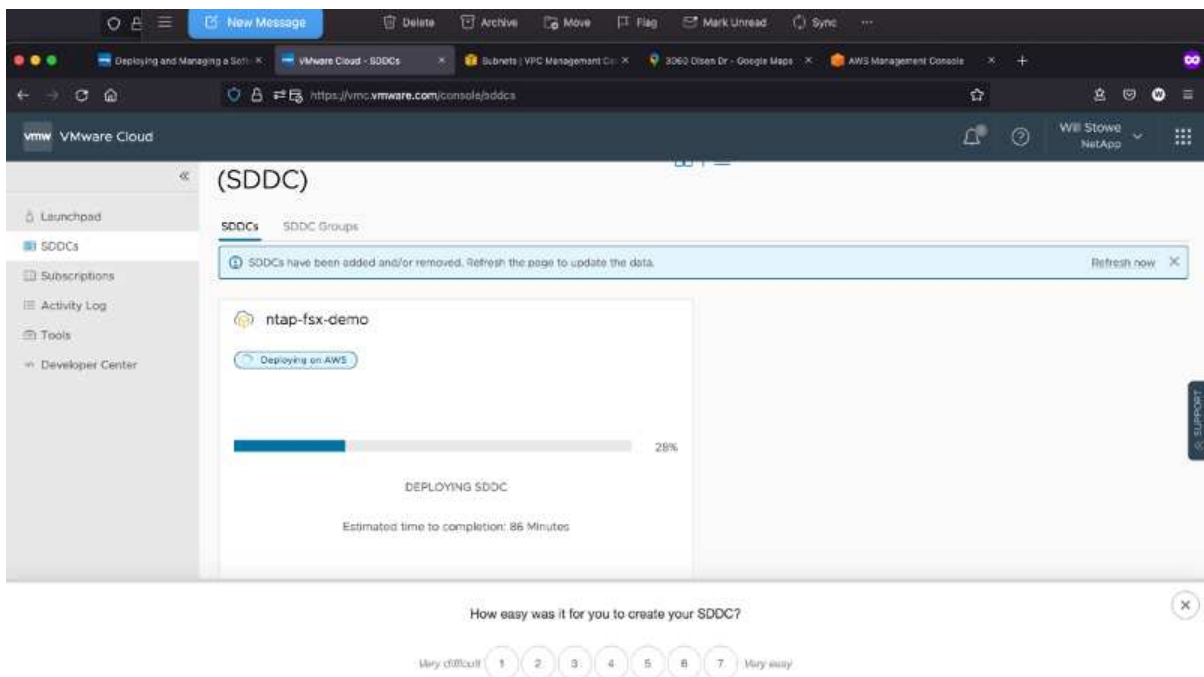 New Message Delete Archive Move Flag Mark Unread Sync ...
Deploying and Managing a Soft VMware Cloud - SDDCs Subnets | VPC Management Co 3060 Olsen Dr - Google Maps AWS Management Console
https://vmc.vmware.com/console/sddcs
vmw VMware Cloud
Will Stowe
NetApp
(SDDC)
Launchpad
SDDCs
Subscriptions
Activity Log
Tools
Developer Center
SDDCs SDDC Groups
SDDCs have been added and/or removed. Refresh the page to update the data. Refresh now
ntap-fsx-demo
Deploying on AWS
28%
DEPLOYING SDDC
Estimated time to completion: 86 Minutes
SUPPORT
How easy was it for you to create your SDDC?
Very difficult 1 2 3 4 5 6 7 Very easy